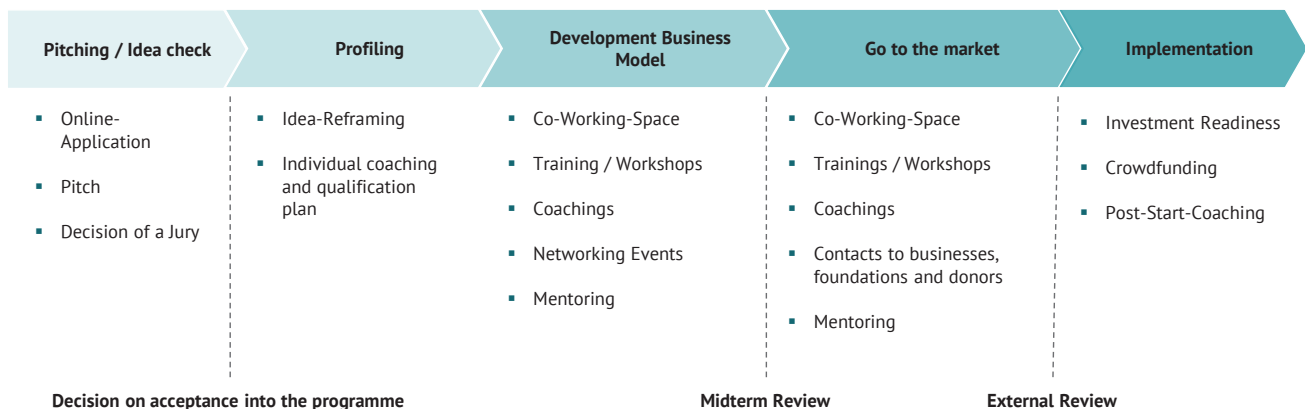 Pitching / Idea check
Profiling
Development Business
Model
Go to the market
Implementation
Online-
Application
Pitch
Decision of a Jury
Idea-Reframing
Individual coaching
and qualification
plan
Co-Working-Space
Training / Workshops
Coachings
Networking Events
Mentoring
Co-Working-Space
Trainings / Workshops
Coachings
Contacts to businesses,
foundations and donors
Mentoring
Investment Readiness
Crowdfunding
Post-Start-Coaching
Decision on acceptance into the programme
Midterm Review
External Review